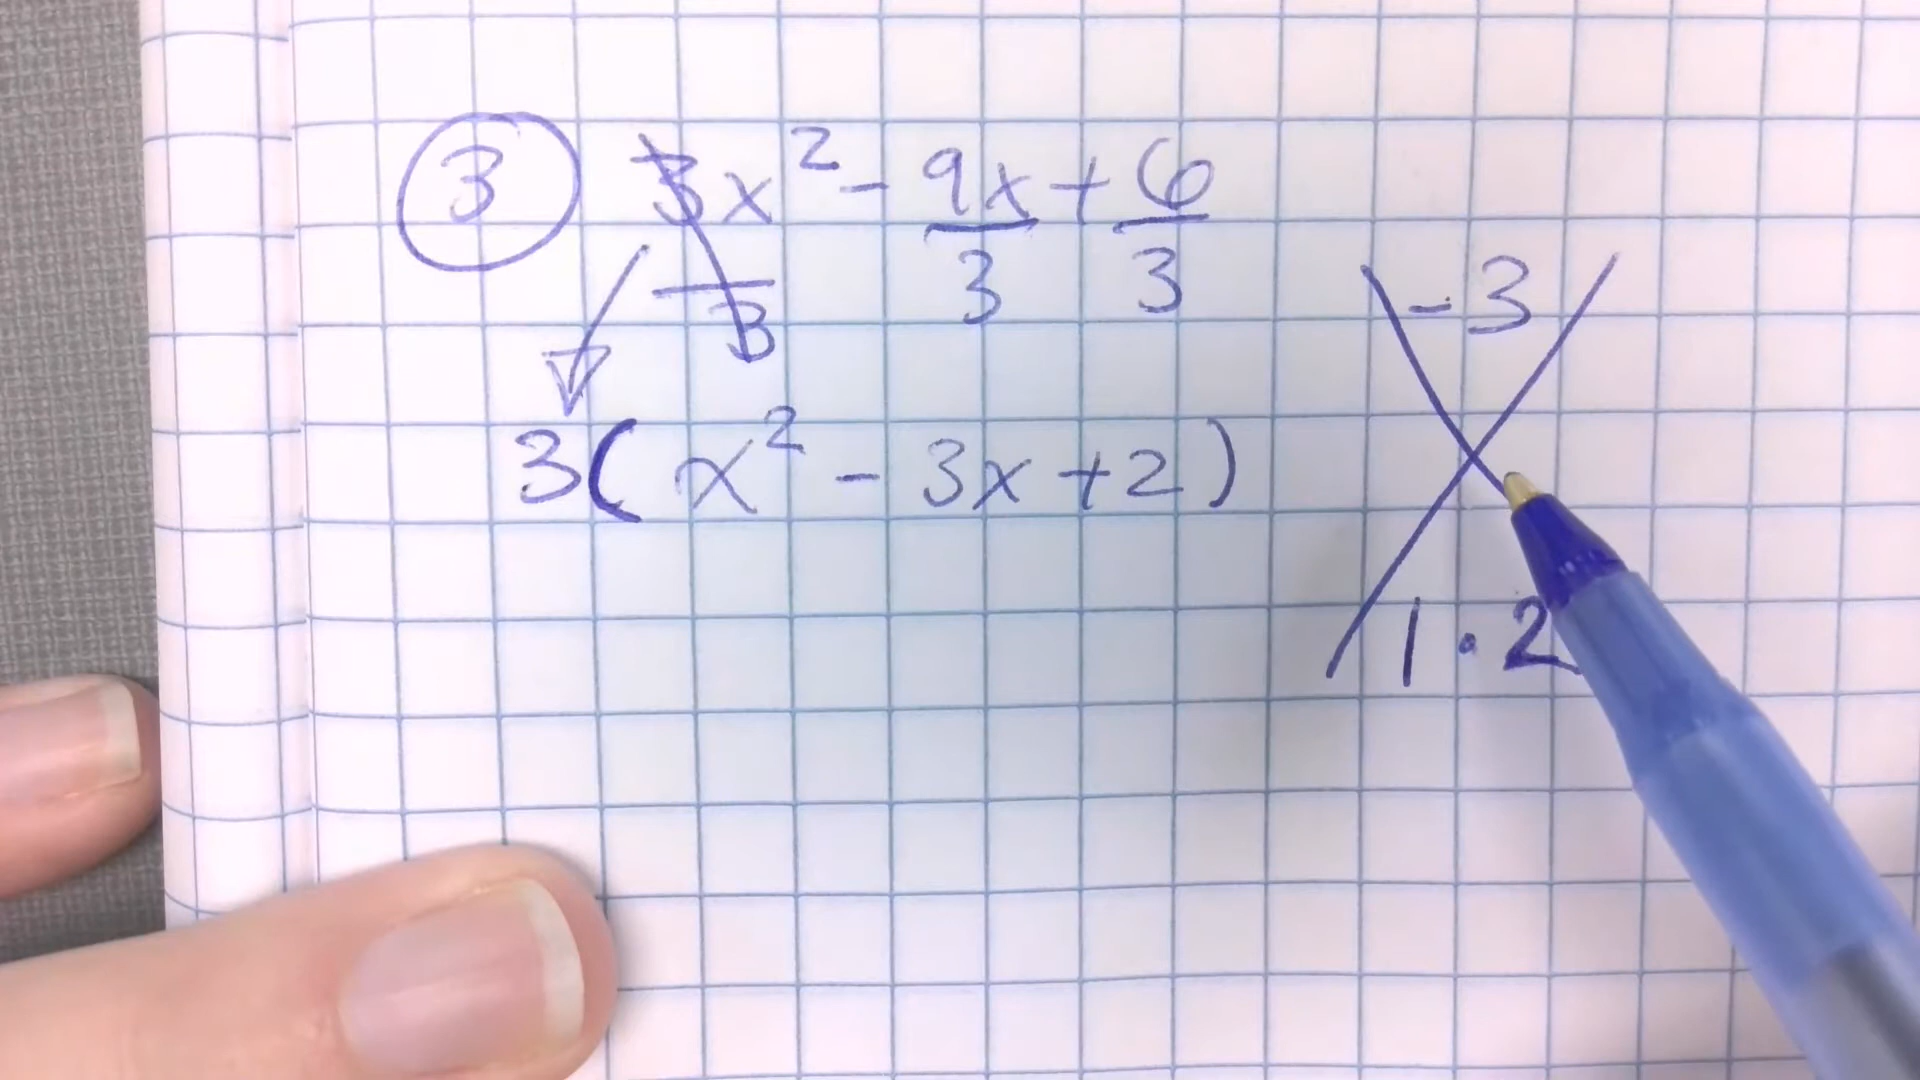 ③ 3x² - 9x + 6
3 3 3
3(x² - 3x + 2)
-3
1 · 2